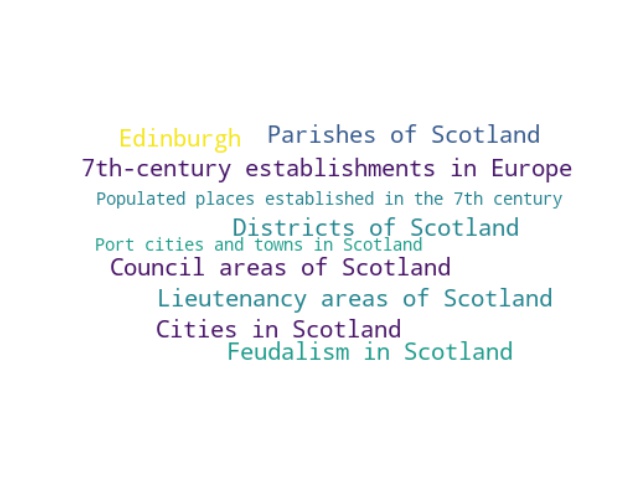 Edinburgh
Parishes of Scotland
7th-century establishments in Europe
Populated places established in the 7th century
Districts of Scotland
Port cities and towns in Scotland
Council areas of Scotland
Lieutenancy areas of Scotland
Cities in Scotland
Feudalism in Scotland